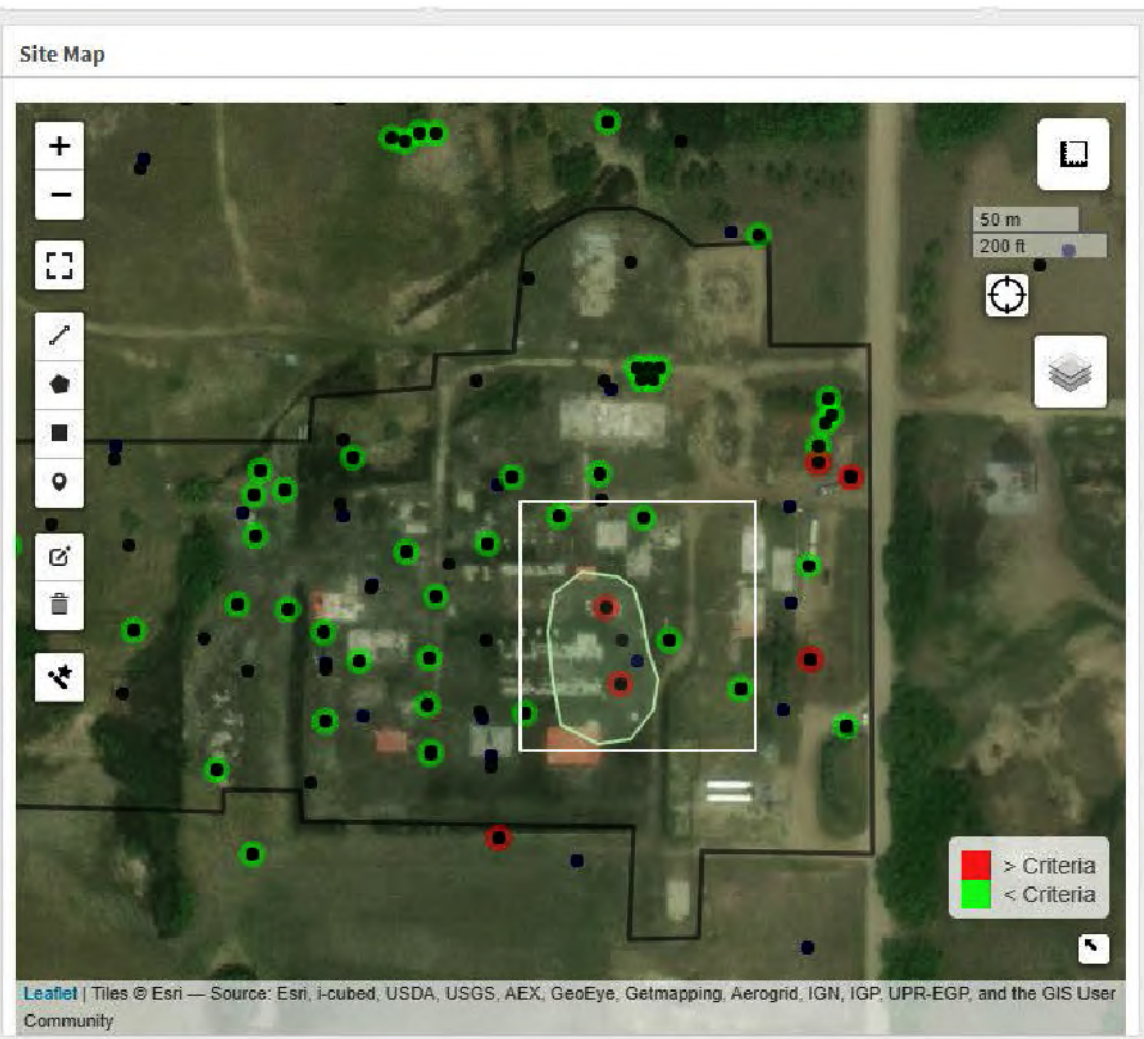 Site Map
+
−
50 m
200 ft
> Criteria
< Criteria
Leaflet | Tiles © Esri — Source: Esri, i-cubed, USDA, USGS, AEX, GeoEye, Getmapping, Aerogrid, IGN, IGP, UPR-EGP, and the GIS User
Community